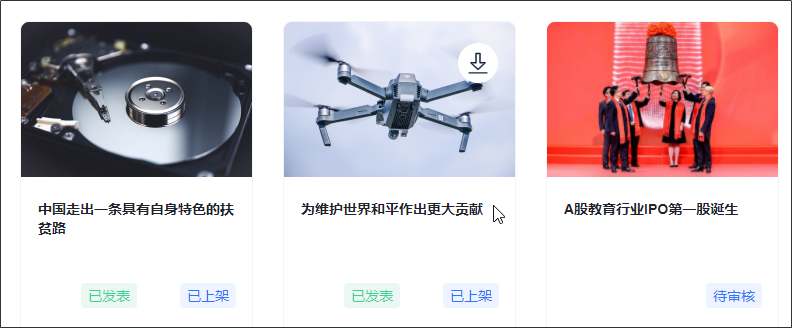 中国走出一条具有自身特色的扶
贫路
为维护世界和平作出更大贡献
A股教育行业IPO第一股诞生
已发表
已上架
已发表
已上架
待审核